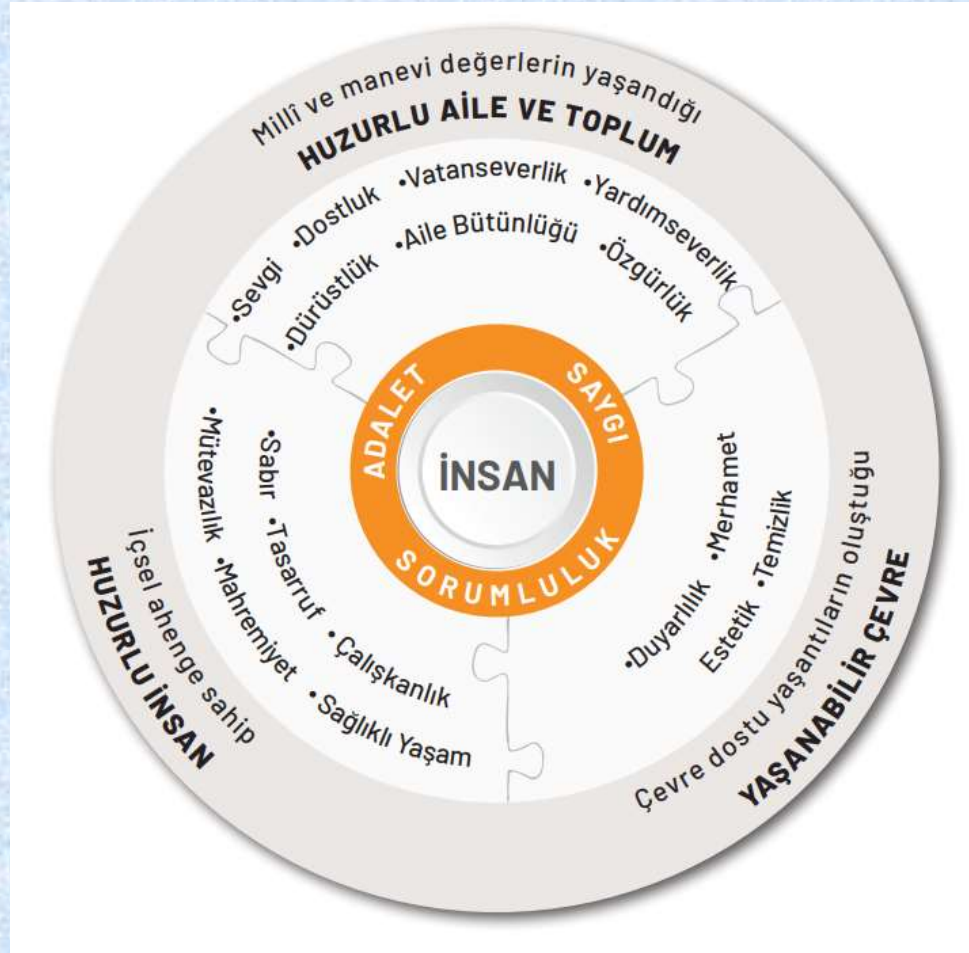 Millî ve manevi değerlerin yaşandığı
HUZURLU AİLE VE TOPLUM
•Sevgi •Dostluk •Vatanseverlik •Yardımseverlik
•Dürüstlük •Aile Bütünlüğü •Özgürlük
ADALET
SAYGI
SORUMLULUK
İNSAN
•Mütevazılık •Mahremiyet •Sağlıklı Yaşam
•Sabır •Tasarruf •Çalışkanlık
İçsel ahenge sahip
HUZURLU İNSAN
•Duyarlılık •Merhamet
Estetik •Temizlik
Çevre dostu yaşantıların oluştuğu
YAŞANABİLİR ÇEVRE